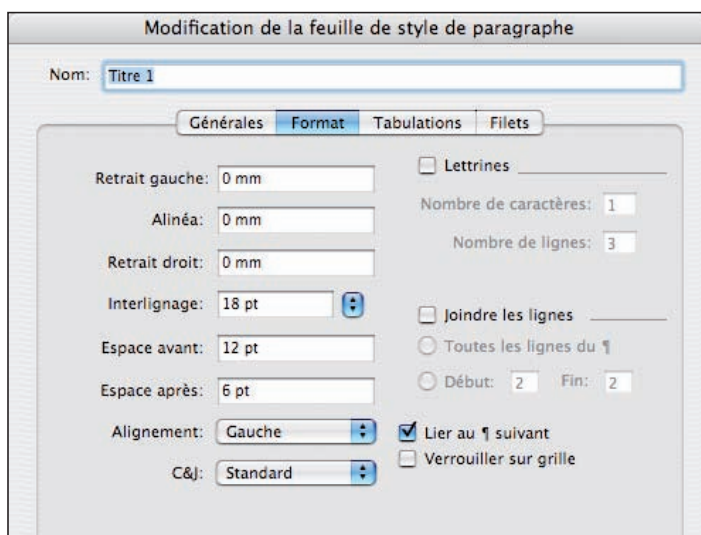 Modification de la feuille de style de paragraphe
Nom: Titre 1
Générales Format Tabulations Filets
Retrait gauche: 0 mm
Alinéa: 0 mm
Retrait droit: 0 mm
Interlignage: 18 pt
Espace avant: 12 pt
Espace après: 6 pt
Alignement: Gauche
C&J: Standard
Lettrines
Nombre de caractères: 1
Nombre de lignes: 3
Joindre les lignes
Toutes les lignes du ¶
Début: 2 Fin: 2
Lier au ¶ suivant
Verrouiller sur grille